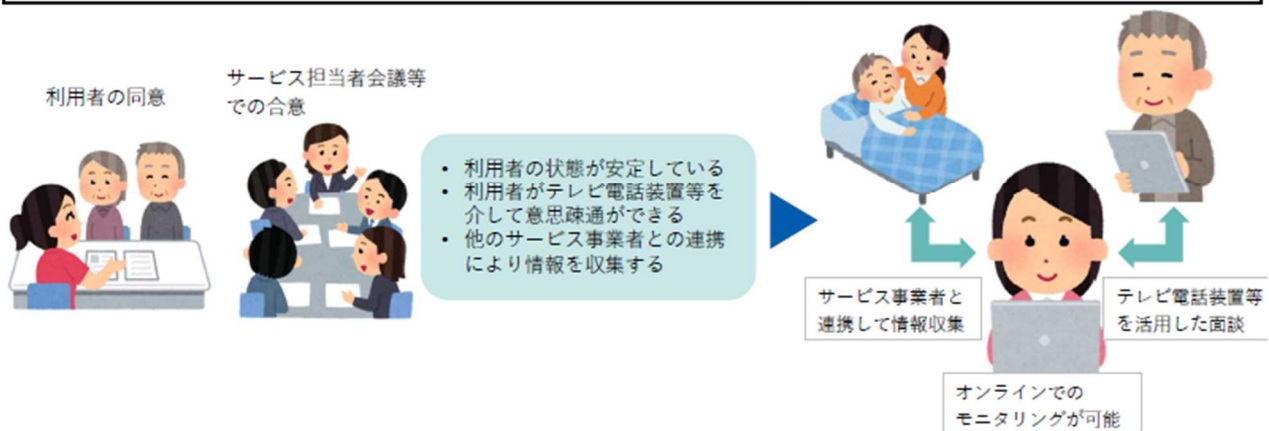 利用者の同意
サービス担当者会議等
での合意
• 利用者の状態が安定している
• 利用者がテレビ電話装置等を
介して意思疎通ができる
• 他のサービス事業者との連携
により情報を収集する
サービス事業者と
連携して情報収集
テレビ電話装置等
を活用した面談
オンラインでの
モニタリングが可能